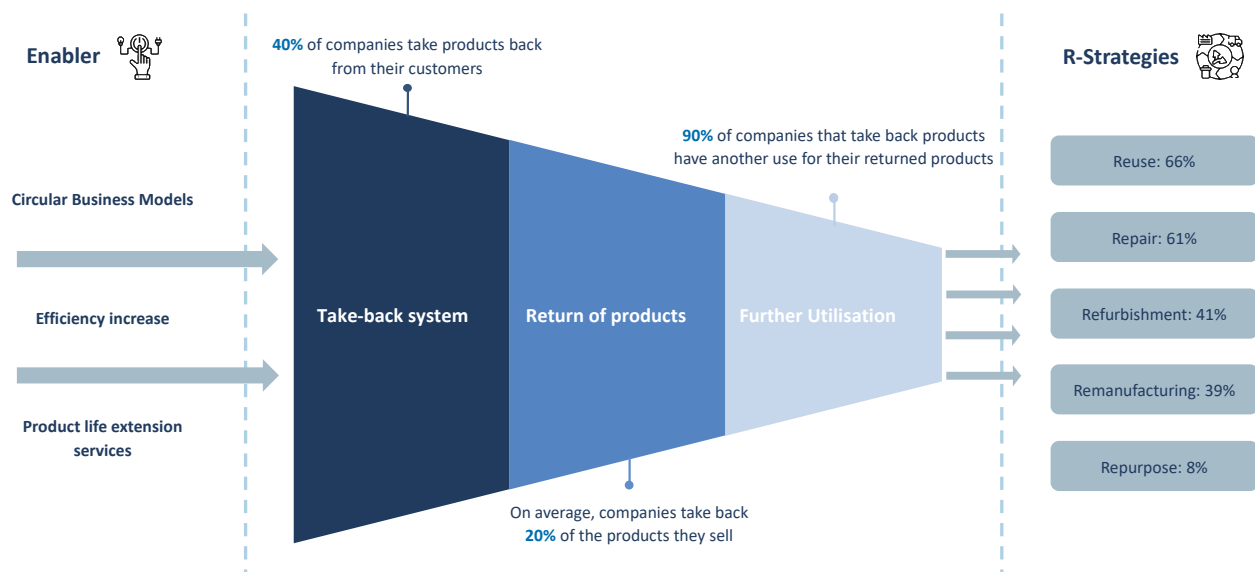 Enabler
Circular Business Models
Efficiency increase
Product life extension
services
40% of companies take products back
from their customers
Take-back system
Return of products
Further Utilisation
On average, companies take back
20% of the products they sell
90% of companies that take back products
have another use for their returned products
R-Strategies
Reuse: 66%
Repair: 61%
Refurbishment: 41%
Remanufacturing: 39%
Repurpose: 8%